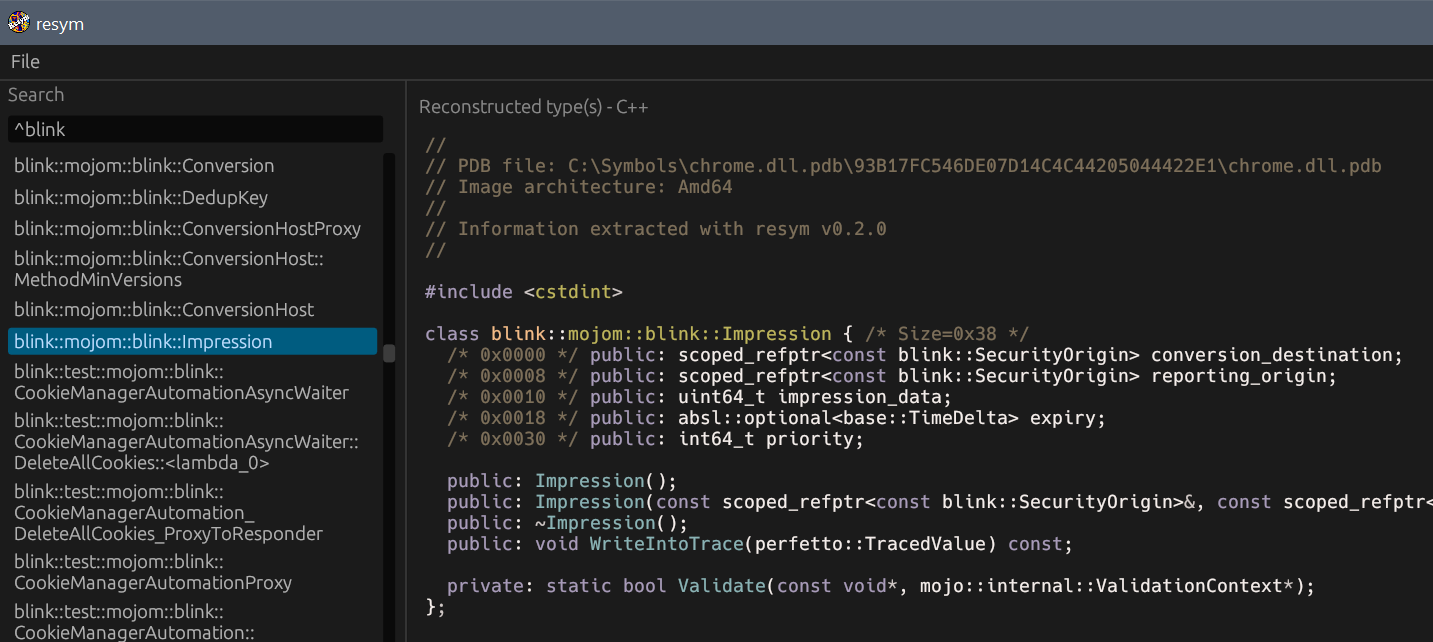 resym
File
Search
^blink
blink::mojom::blink::Conversion
blink::mojom::blink::DedupKey
blink::mojom::blink::ConversionHostProxy
blink::mojom::blink::ConversionHost::
MethodMinVersions
blink::mojom::blink::ConversionHost
blink::mojom::blink::Impression
blink::test::mojom::blink::
CookieManagerAutomationAsyncWaiter
blink::test::mojom::blink::
CookieManagerAutomationAsyncWaiter::
DeleteAllCookies::<lambda_0>
blink::test::mojom::blink::
CookieManagerAutomation_
DeleteAllCookies_ProxyToResponder
blink::test::mojom::blink::
CookieManagerAutomationProxy
blink::test::mojom::blink::
CookieManagerAutomation::
Reconstructed type(s) - C++
//
// PDB file: C:\Symbols\chrome.dll.pdb\93B17FC546DE07D14C4C44205044422E1\chrome.dll.pdb
// Image architecture: Amd64
//
// Information extracted with resym v0.2.0
//
#include <cstdint>
class blink::mojom::blink::Impression { /* Size=0x38 */
/* 0x0000 */ public: scoped_refptr<const blink::SecurityOrigin> conversion_destination;
/* 0x0008 */ public: scoped_refptr<const blink::SecurityOrigin> reporting_origin;
/* 0x0010 */ public: uint64_t impression_data;
/* 0x0018 */ public: absl::optional<base::TimeDelta> expiry;
/* 0x0030 */ public: int64_t priority;
public: Impression();
public: Impression(const scoped_refptr<const blink::SecurityOrigin>&, const scoped_refptr<
public: ~Impression();
public: void WriteIntoTrace(perfetto::TracedValue) const;
private: static bool Validate(const void*, mojo::internal::ValidationContext*);
};